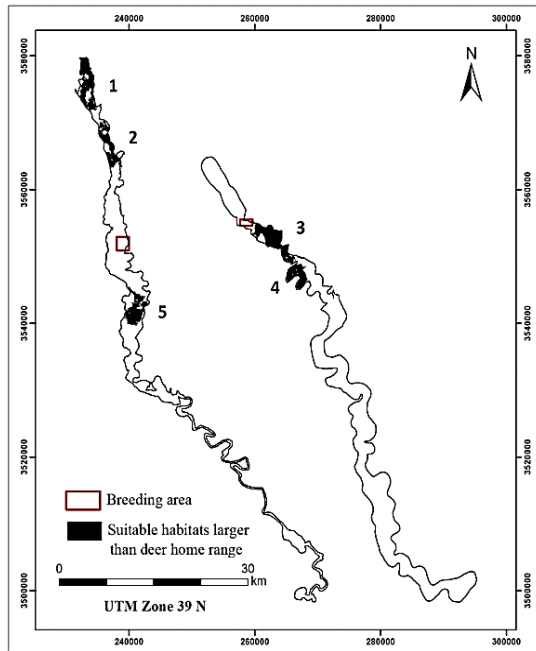 240000 260000 280000 300000
3580000 3580000
N
1
2
3560000 3560000
3
4
5
3540000 3540000
3520000 3520000
Breeding area
Suitable habitats larger
than deer home range
0 30
km
3500000 3500000
UTM Zone 39 N
240000 260000 280000 300000